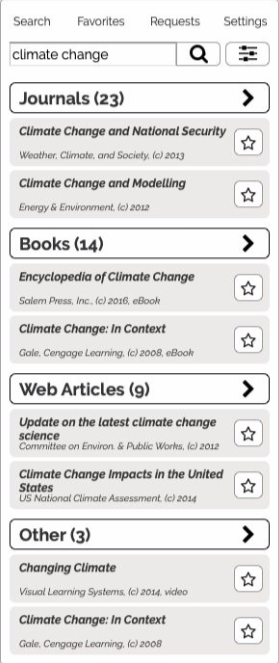 Search Favorites Requests Settings
climate change
Journals (23)
Climate Change and National Security
Weather, Climate, and Society, (c) 2013
Climate Change and Modelling
Energy & Environment, (c) 2012
Books (14)
Encyclopedia of Climate Change
Salem Press, Inc., (c) 2016, eBook
Climate Change: In Context
Gale, Cengage Learning, (c) 2008, eBook
Web Articles (9)
Update on the latest climate change
science
Committee on Environ. & Public Works, (c) 2012
Climate Change Impacts in the United
States
US National Climate Assessment, (c) 2014
Other (3)
Changing Climate
Visual Learning Systems, (c) 2014, video
Climate Change: In Context
Gale, Cengage Learning, (c) 2008